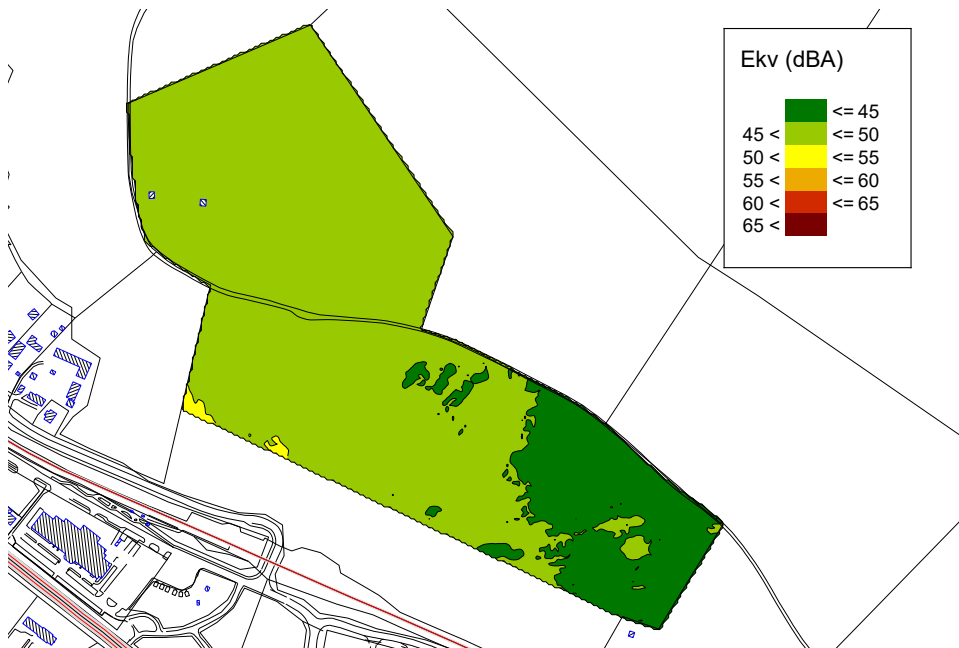 Ekv (dBA)
<= 45
45 < <= 50
50 < <= 55
55 < <= 60
60 < <= 65
65 <